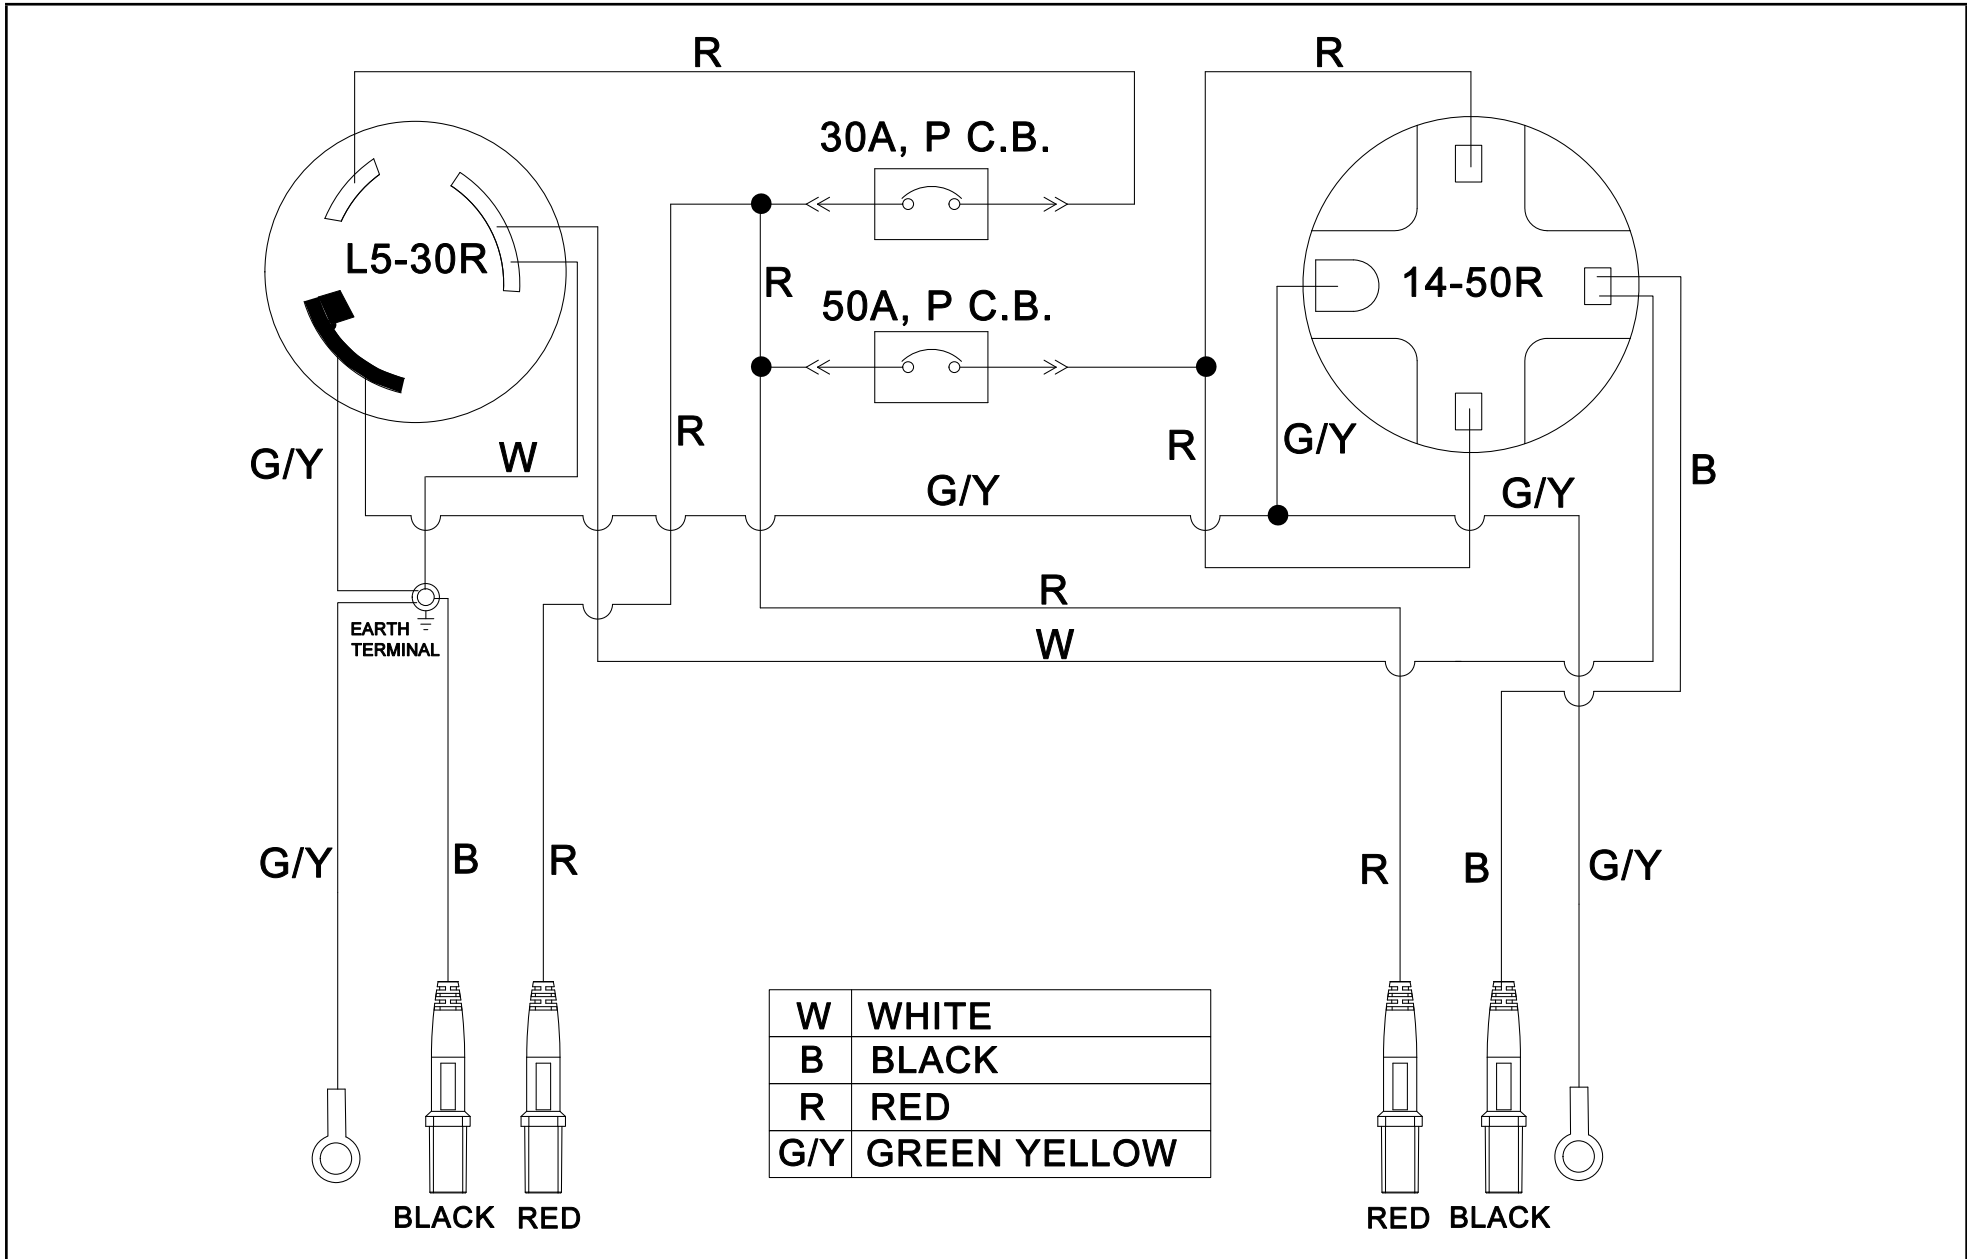 R
R
30A, P C.B.
L5-30R
R
14-50R
50A, P C.B.
R
R
G/Y
G/Y
W
B
G/Y
G/Y
R
EARTH
TERMINAL
W
G/Y
B
R
R
B
G/Y
W WHITE
B BLACK
R RED
G/Y GREEN YELLOW
BLACK RED
RED BLACK